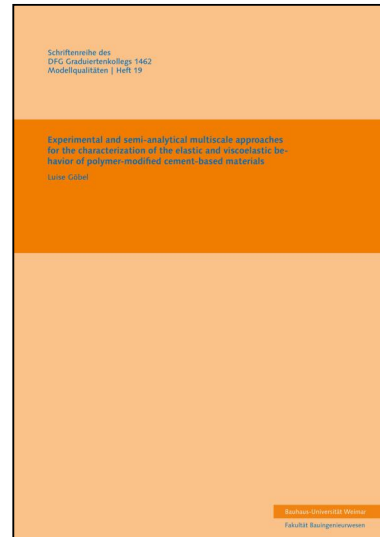 Schriftenreihe des
DFG Graduiertenkollegs 1462
Modellqualitäten | Heft 19
Experimental and semi-analytical multiscale approaches
for the characterization of the elastic and viscoelastic be-
havior of polymer-modified cement-based materials
Luise Göbel
Bauhaus-Universität Weimar
Fakultät Bauingenieurwesen